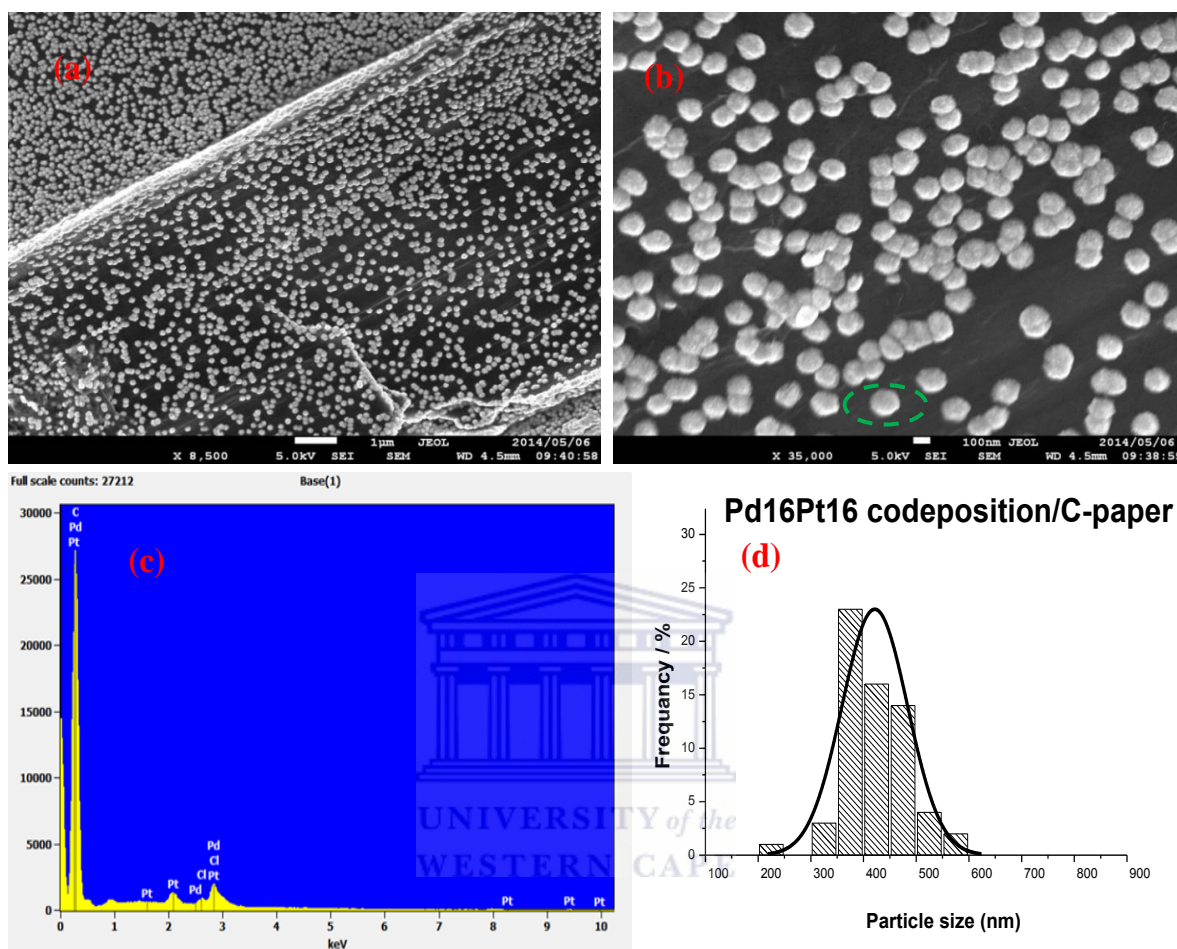 (a)
1µm JEOL 2014/05/06
X 8,500 5.0kV SEI SEM WD 4.5mm 09:40:58
(b)
100nm JEOL 2014/05/06
X 35,000 5.0kV SEI SEM WD 4.5mm 09:38:55
Full scale counts: 27212 Base(1)
(c)
30000
25000
20000
15000
10000
5000
0
C
Pd
Pt
Pt
Pt
Pd
Cl
Pd
Cl
Pt
Pt
Pt
Pt
0 1 2 3 4 5 6 7 8 9 10
keV
Pd16Pt16 codeposition/C-paper
(d)
Frequancy / %
30
25
20
15
10
5
0
100 200 300 400 500 600 700 800 900
Particle size (nm)
UNIVERSITY of the
WESTERN CAPE